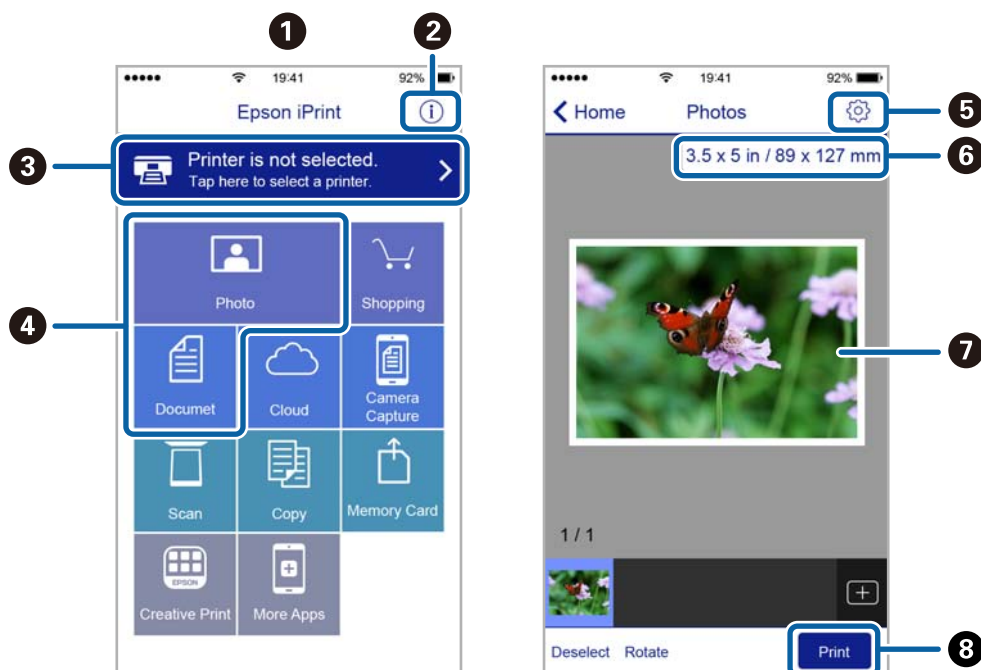 1
2
19:41
92%
Epson iPrint
i
3
Printer is not selected.
Tap here to select a printer.
4
Photo
Shopping
Documet
Cloud
Camera
Capture
Scan
Copy
Memory Card
EPSON
Creative Print
More Apps
19:41
92%
Home
Photos
5
3.5 x 5 in / 89 x 127 mm
6
7
1 / 1
Deselect
Rotate
Print
8